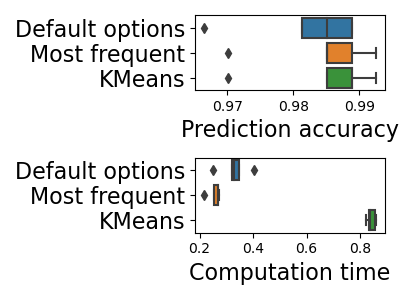 Default options
Most frequent
KMeans
0.97 0.98 0.99
Prediction accuracy
Default options
Most frequent
KMeans
0.2 0.4 0.6 0.8
Computation time